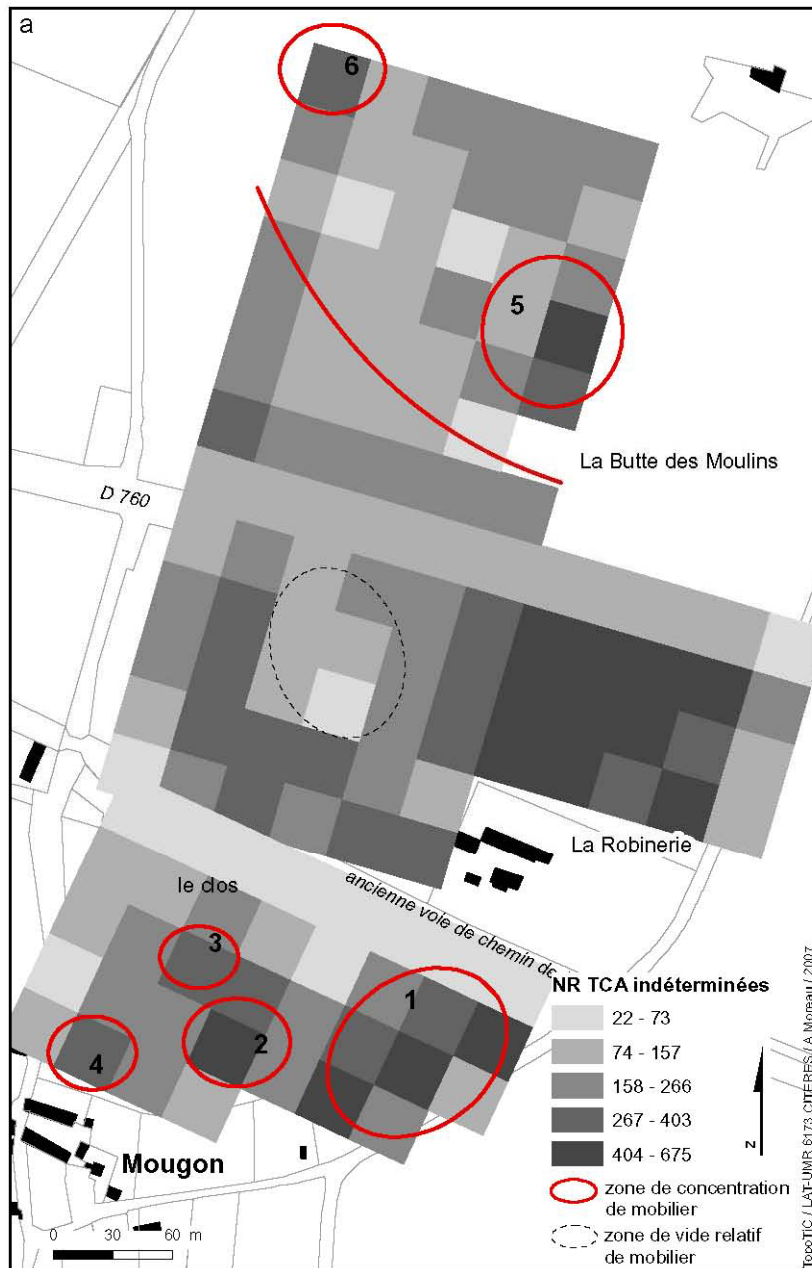 a
6
5
La Butte des Moulins
D 760
La Robinerie
le clos
ancienne voie de chemin de
3
1
2
4
Mougon
0 30 60 m
NR TCA indéterminées
22 - 73
74 - 157
158 - 266
267 - 403
404 - 675
zone de concentration
de mobilier
zone de vide relatif
de mobilier
N
TopoTiC / LAT-UMR 6173 CITERES / A.Moreau / 2007